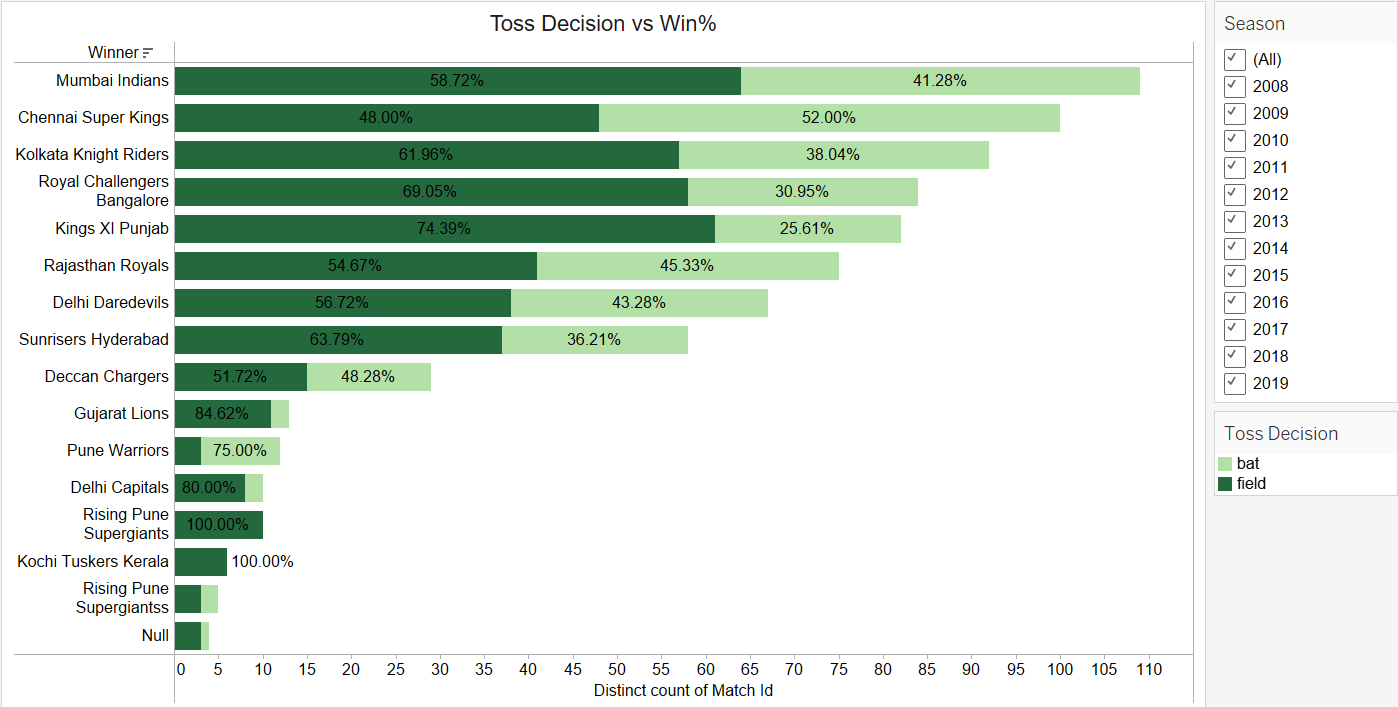 Toss Decision vs Win%
Winner
Mumbai Indians 58.72% 41.28%
Chennai Super Kings 48.00% 52.00%
Kolkata Knight Riders 61.96% 38.04%
Royal Challengers
Bangalore 69.05% 30.95%
Kings XI Punjab 74.39% 25.61%
Rajasthan Royals 54.67% 45.33%
Delhi Daredevils 56.72% 43.28%
Sunrisers Hyderabad 63.79% 36.21%
Deccan Chargers 51.72% 48.28%
Gujarat Lions 84.62%
Pune Warriors 75.00%
Delhi Capitals 80.00%
Rising Pune
Supergiants 100.00%
Kochi Tuskers Kerala 100.00%
Rising Pune
Supergiantss
Null
0 5 10 15 20 25 30 35 40 45 50 55 60 65 70 75 80 85 90 95 100 105 110
Distinct count of Match Id
Season
(All)
2008
2009
2010
2011
2012
2013
2014
2015
2016
2017
2018
2019
Toss Decision
bat
field